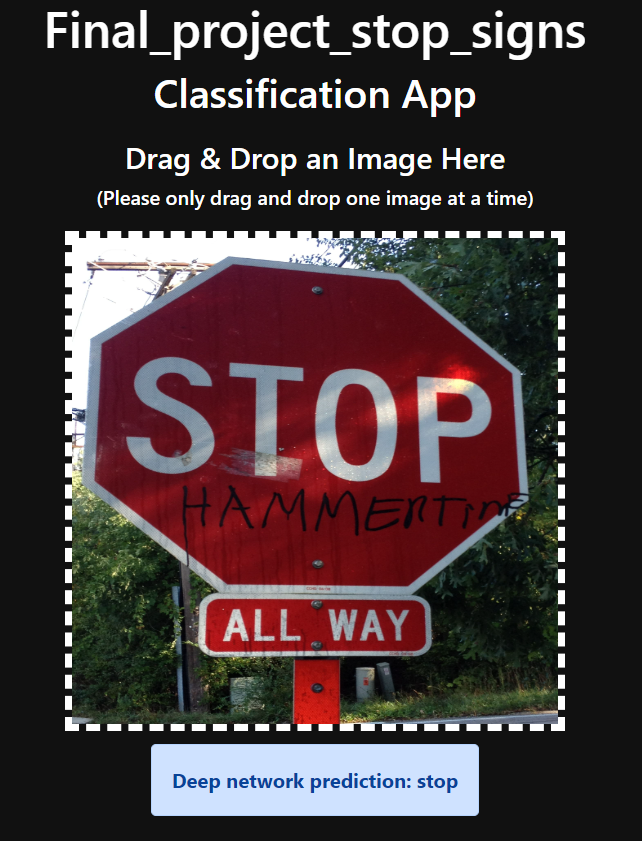 Final_project_stop_signs
Classification App
Drag & Drop an Image Here
(Please only drag and drop one image at a time)
STOP
HAMMERTime
ALL WAY
Deep network prediction: stop